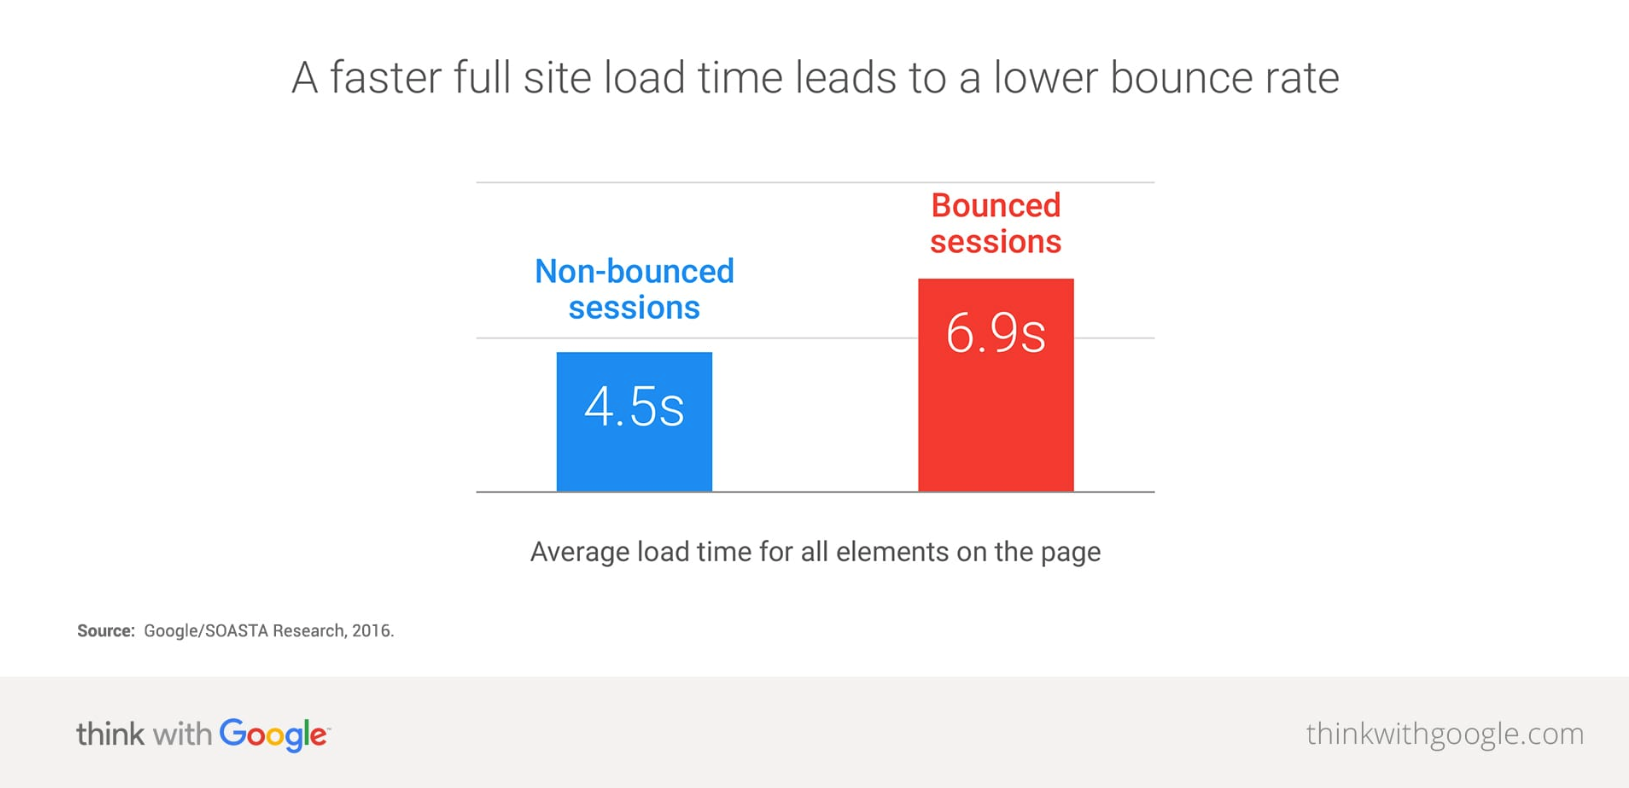 A faster full site load time leads to a lower bounce rate
Bounced
sessions
Non-bounced
sessions
6.9s
4.5s
Average load time for all elements on the page
Source: Google/SOASTA Research, 2016.
think with Google™
thinkwithgoogle.com